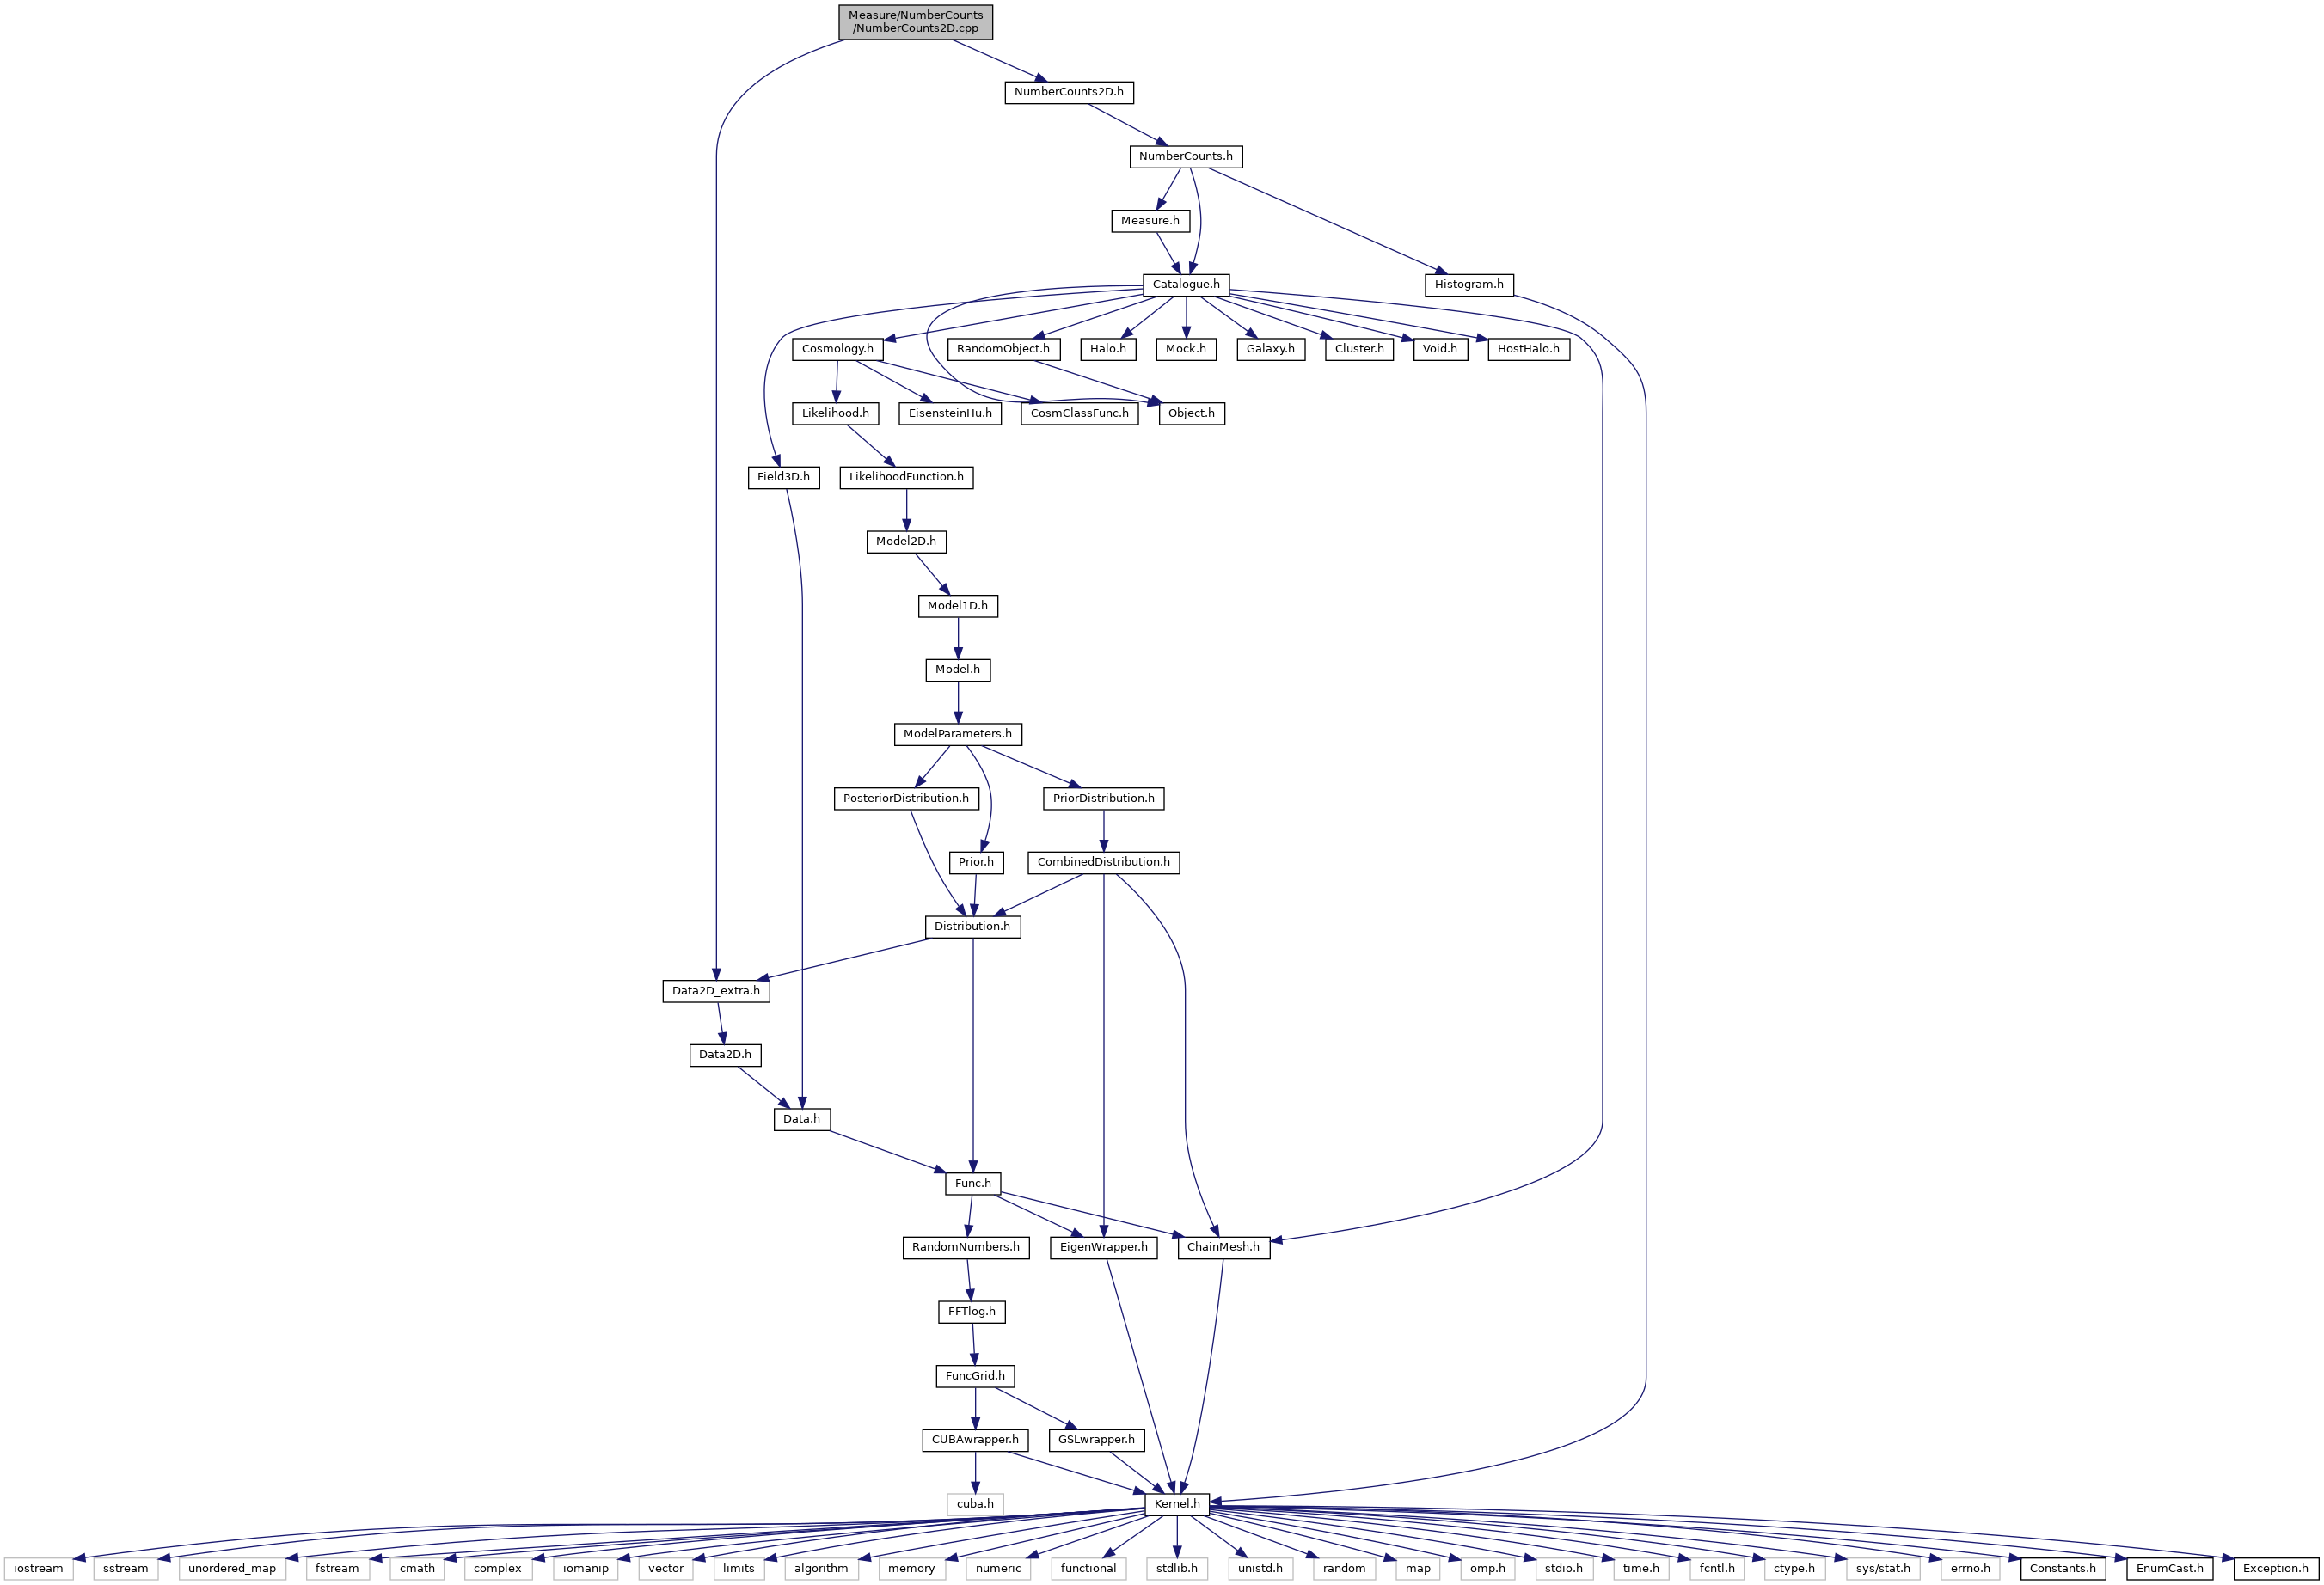 Measure/NumberCounts
/NumberCounts2D.cpp
NumberCounts2D.h
NumberCounts.h
Measure.h
Catalogue.h
Histogram.h
Cosmology.h
RandomObject.h
Halo.h
Mock.h
Galaxy.h
Cluster.h
Void.h
HostHalo.h
Likelihood.h
EisensteinHu.h
CosmClassFunc.h
Object.h
Field3D.h
LikelihoodFunction.h
Model2D.h
Model1D.h
Model.h
ModelParameters.h
PosteriorDistribution.h
PriorDistribution.h
Prior.h
CombinedDistribution.h
Distribution.h
Data2D_extra.h
Data2D.h
Data.h
Func.h
RandomNumbers.h
EigenWrapper.h
ChainMesh.h
FFTlog.h
FuncGrid.h
CUBAwrapper.h
GSLwrapper.h
cuba.h
Kernel.h
iostream
sstream
unordered_map
fstream
cmath
complex
iomanip
vector
limits
algorithm
memory
numeric
functional
stdlib.h
unistd.h
random
map
omp.h
stdio.h
time.h
fcntl.h
ctype.h
sys/stat.h
errno.h
Constants.h
EnumCast.h
Exception.h